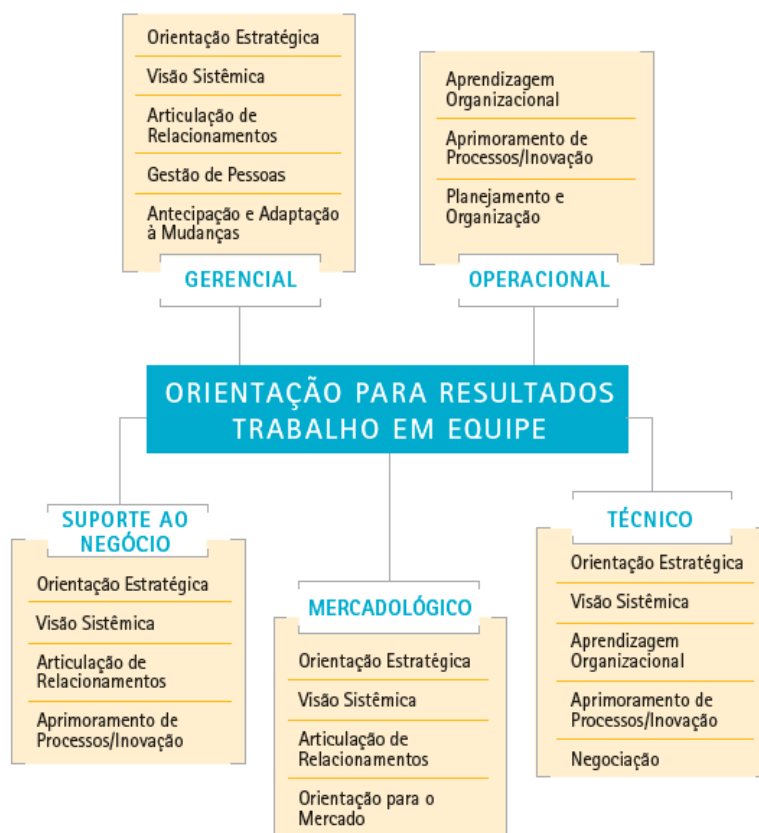 Orientação Estratégica
Visão Sistêmica
Articulação de
Relacionamentos
Gestão de Pessoas
Antecipação e Adaptação
à Mudanças
GERENCIAL
Aprendizagem
Organizacional
Aprimoramento de
Processos/Inovação
Planejamento e
Organização
OPERACIONAL
ORIENTAÇÃO PARA RESULTADOS
TRABALHO EM EQUIPE
SUPORTE AO
NEGÓCIO
Orientação Estratégica
Visão Sistêmica
Articulação de
Relacionamentos
Aprimoramento de
Processos/Inovação
MERCADOLÓGICO
Orientação Estratégica
Visão Sistêmica
Articulação de
Relacionamentos
Orientação para o
Mercado
TÉCNICO
Orientação Estratégica
Visão Sistêmica
Aprendizagem
Organizacional
Aprimoramento de
Processos/Inovação
Negociação